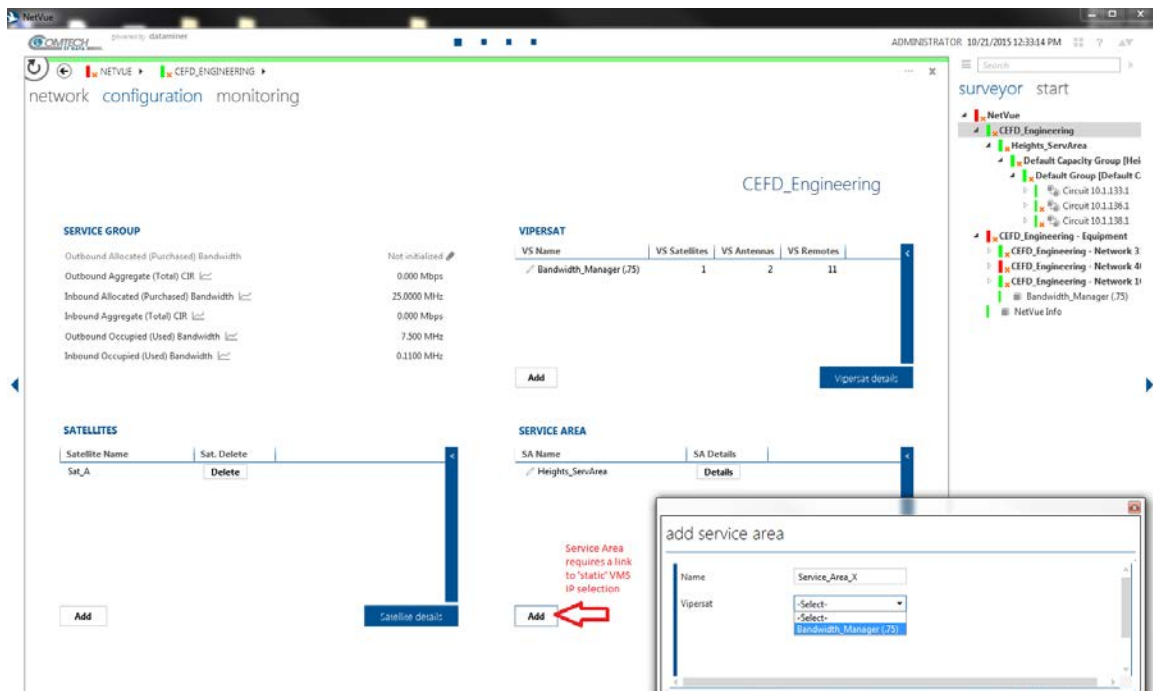 NetVue
COMTECH
powered by dataminer
ADMINISTRATOR 10/21/2015 12:33:14 PM ?
NETVUE CEFD_ENGINEERING ... x
network configuration monitoring
CEFD_Engineering
SERVICE GROUP
Outbound Allocated (Purchased) Bandwidth Not initialized
Outbound Aggregate (Total) CIR 0.000 Mbps
Inbound Allocated (Purchased) Bandwidth 25.0000 MHz
Inbound Aggregate (Total) CIR 0.000 Mbps
Outbound Occupied (Used) Bandwidth 7.500 MHz
Inbound Occupied (Used) Bandwidth 0.1100 MHz
VIPERSAT
VS Name VS Satellites VS Antennas VS Remotes <
Bandwidth_Manager (.75) 1 2 11
Add Vipersat details
SATELLITES
Satellite Name Sat. Delete <
Sat_A Delete
Add Satellite details
SERVICE AREA
SA Name SA Details <
Heights_ServArea Details
Service Area
requires a link
to 'static' VMS
IP selection
Add
add service area
Name Service_Area_X
Vipersat -Select-
-Select-
Bandwidth_Manager (.75)
Search
surveyor start
NetVue
CEFD_Engineering
Heights_ServArea
Default Capacity Group [Hei
Default Group [Default C
Circuit 10.1.133.1
Circuit 10.1.136.1
Circuit 10.1.138.1
CEFD_Engineering - Equipment
CEFD_Engineering - Network 3
CEFD_Engineering - Network 4
CEFD_Engineering - Network 1
Bandwidth_Manager (.75)
NetVue Info